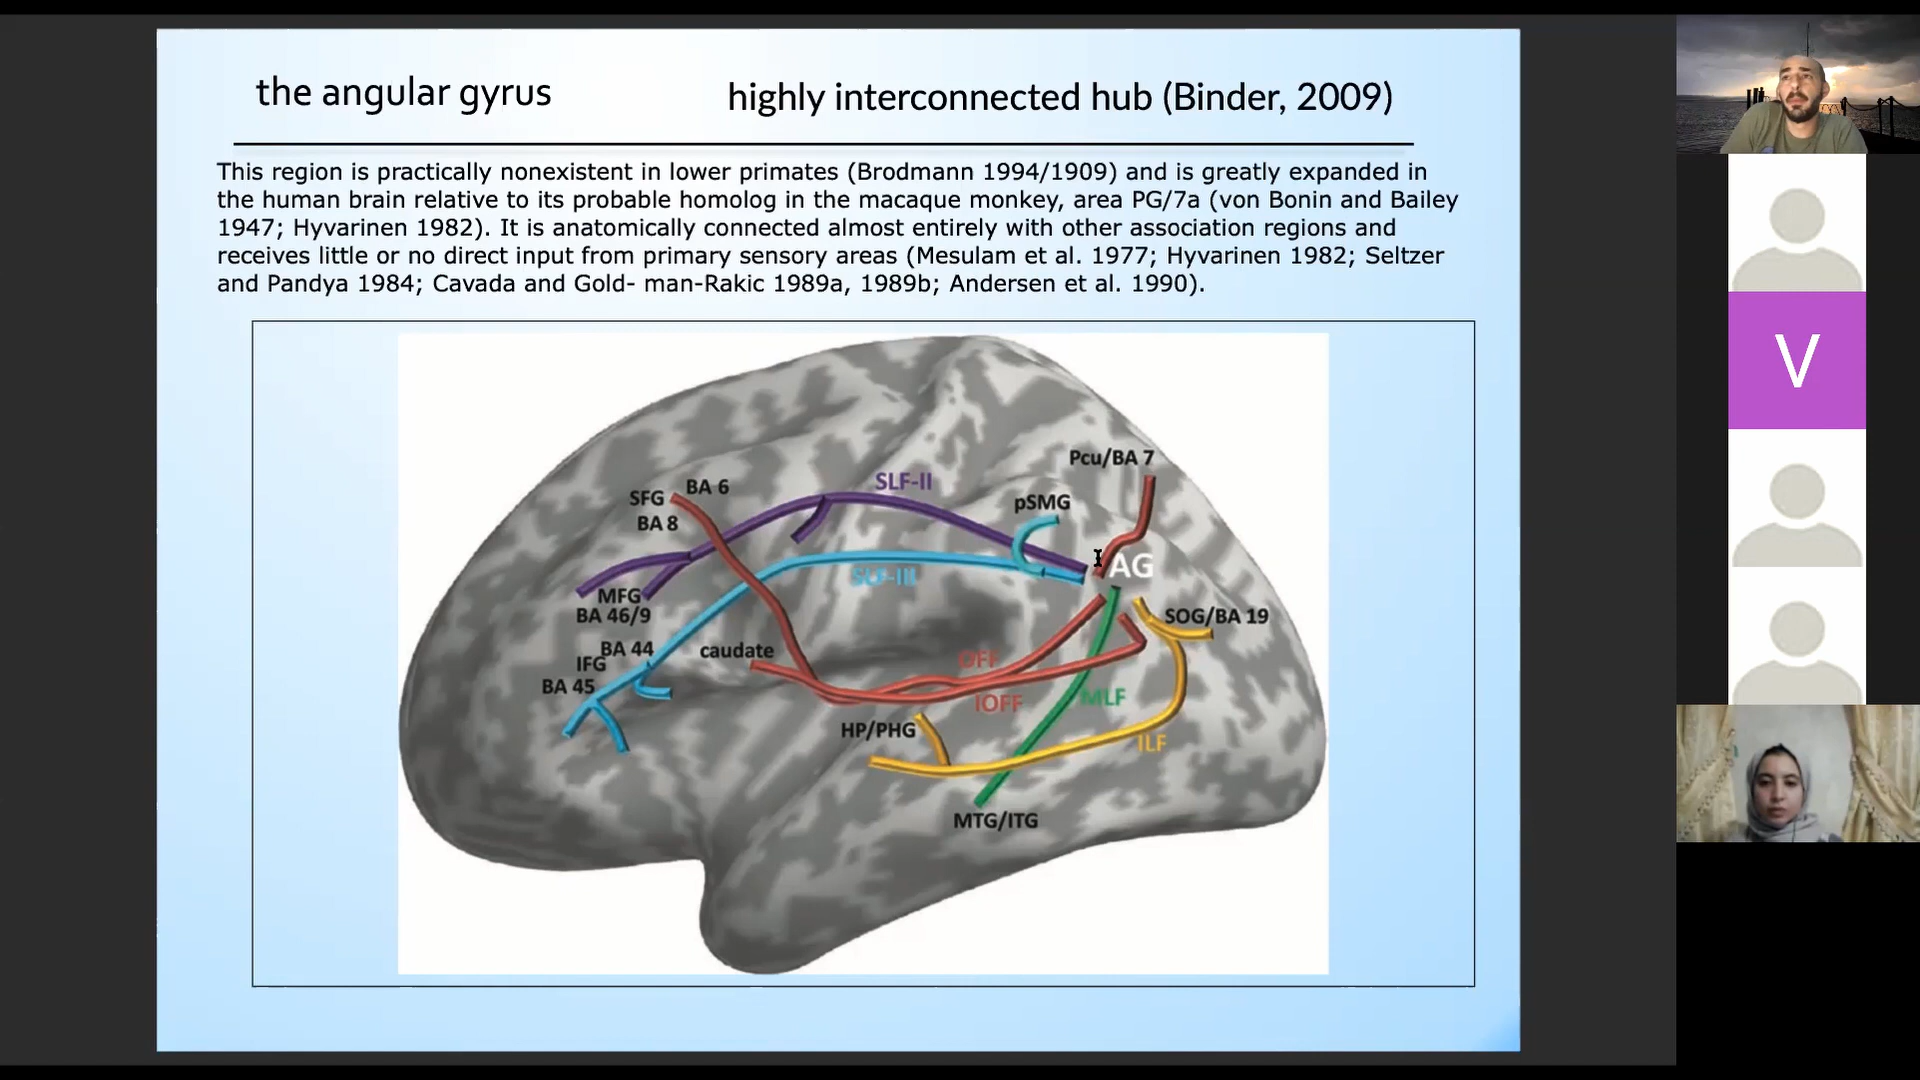 the angular gyrus
highly interconnected hub (Binder, 2009)
This region is practically nonexistent in lower primates (Brodmann 1994/1909) and is greatly expanded in
the human brain relative to its probable homolog in the macaque monkey, area PG/7a (von Bonin and Bailey
1947; Hyvarinen 1982). It is anatomically connected almost entirely with other association regions and
receives little or no direct input from primary sensory areas (Mesulam et al. 1977; Hyvarinen 1982; Seltzer
and Pandya 1984; Cavada and Gold- man-Rakic 1989a, 1989b; Andersen et al. 1990).
Pcu/BA 7
SLF-II
BA 6
SFG
BA 8
pSMG
AG
SLF-III
MFG
BA 46/9
SOG/BA 19
BA 44
IFG
BA 45
caudate
OFF
IOFF
MLF
HP/PHG
ILF
MTG/ITG
V